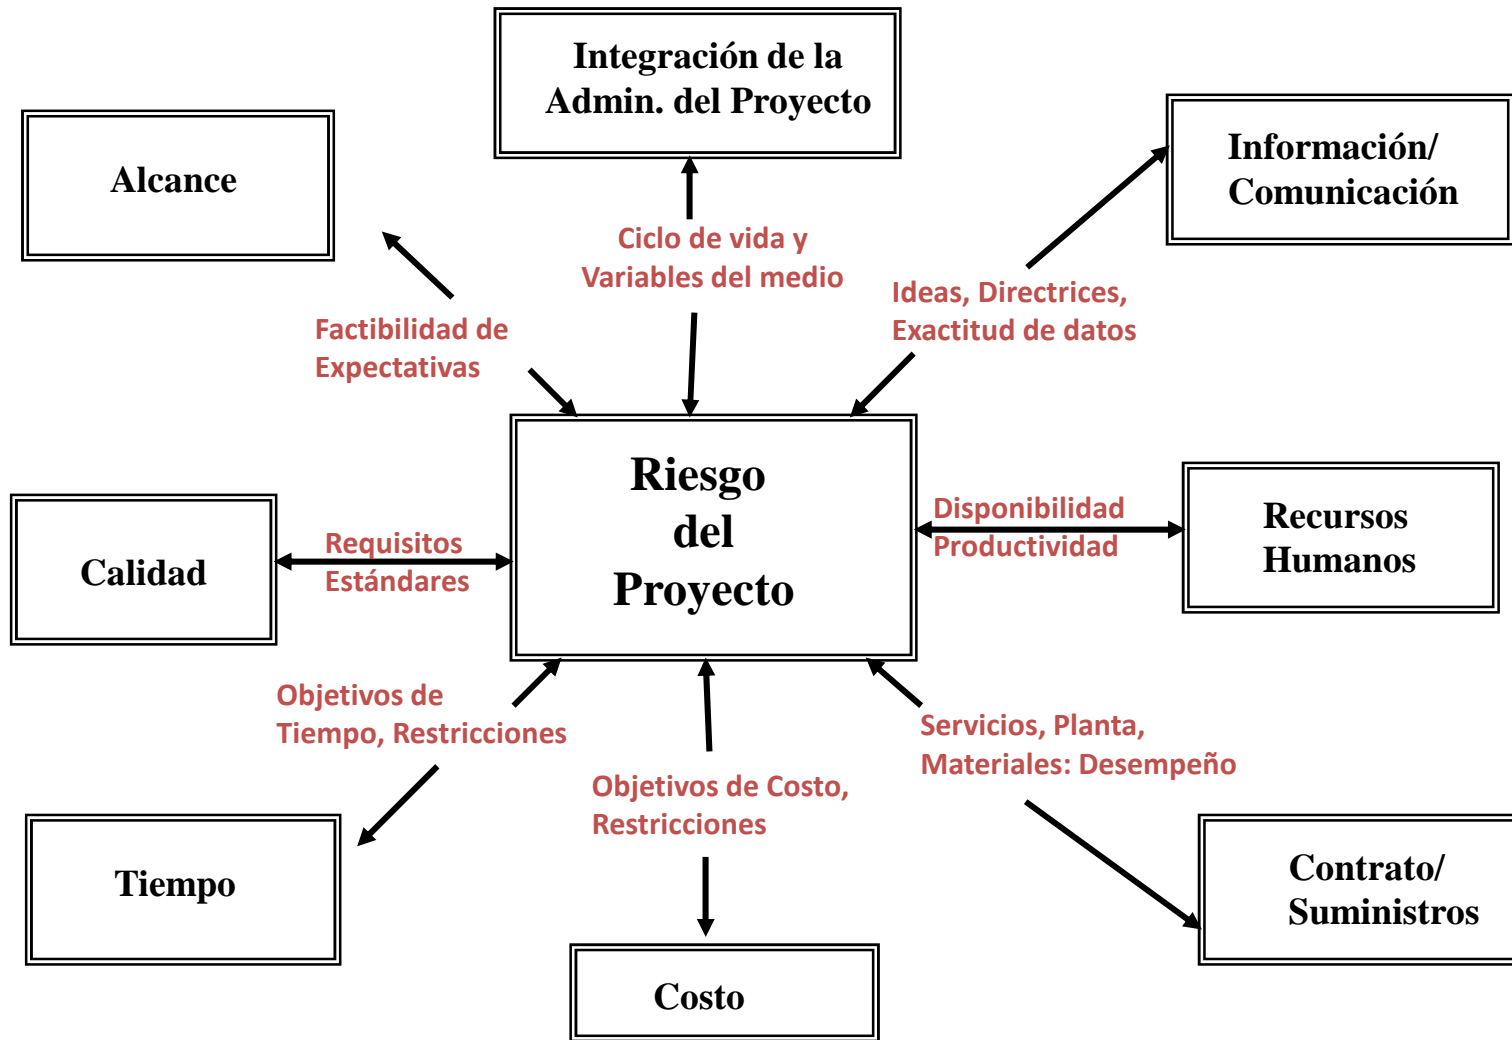 Integración de la
Admin. del Proyecto
Alcance
Información/
Comunicación
Ciclo de vida y
Variables del medio
Ideas, Directrices,
Exactitud de datos
Factibilidad de
Expectativas
Riesgo
del
Proyecto
Disponibilidad
Productividad
Recursos
Humanos
Requisitos
Estándares
Calidad
Objetivos de
Tiempo, Restricciones
Servicios, Planta,
Materiales: Desempeño
Objetivos de Costo,
Restricciones
Tiempo
Contrato/
Suministros
Costo